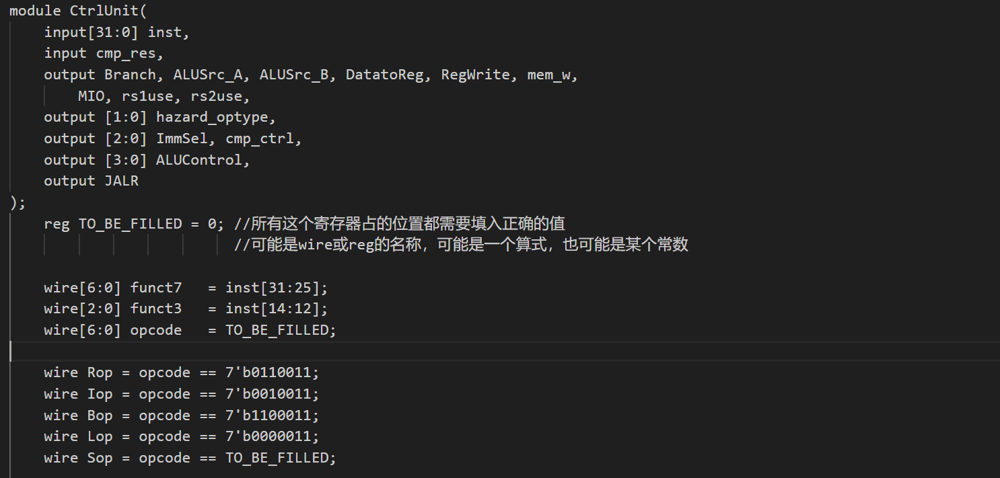 module CtrlUnit(
    input[31:0] inst,
    input cmp_res,
    output Branch, ALUSrc_A, ALUSrc_B, DatatoReg, RegWrite, mem_w,
        MIO, rs1use, rs2use,
    output [1:0] hazard_optype,
    output [2:0] ImmSel, cmp_ctrl,
    output [3:0] ALUControl,
    output JALR
);
    reg TO_BE_FILLED = 0; //所有这个寄存器占的位置都需要填入正确的值
                          //可能是wire或reg的名称，可能是一个算式，也可能是某个常数
    wire[6:0] funct7   = inst[31:25];
    wire[2:0] funct3   = inst[14:12];
    wire[6:0] opcode   = TO_BE_FILLED;
    wire Rop = opcode == 7'b0110011;
    wire Iop = opcode == 7'b0010011;
    wire Bop = opcode == 7'b1100011;
    wire Lop = opcode == 7'b0000011;
    wire Sop = opcode == TO_BE_FILLED;